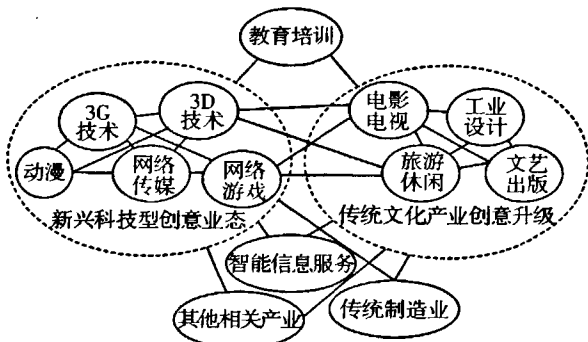 教育培训
3G
技术
3D
技术
动漫
网络
传媒
网络
游戏
新兴科技型创意业态
电影
电视
工业
设计
旅游
休闲
文艺
出版
传统文化产业创意升级
智能信息服务
其他相关产业
传统制造业